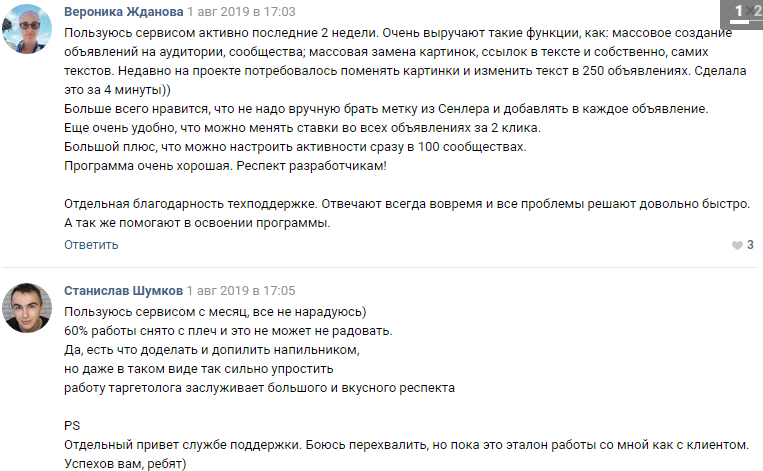 Вероника Жданова 1 авг 2019 в 17:03
1 2
Пользуюсь сервисом активно последние 2 недели. Очень выручают такие функции, как: массовое создание
объявлений на аудитории, сообщества; массовая замена картинок, ссылок в тексте и собственно, самих
текстов. Недавно на проекте потребовалось поменять картинки и изменить текст в 250 объявлениях. Сделала
это за 4 минуты))
Больше всего нравится, что не надо вручную брать метку из Сенлера и добавлять в каждое объявление.
Еще очень удобно, что можно менять ставки во всех объявлениях за 2 клика.
Большой плюс, что можно настроить активности сразу в 100 сообществах.
Программа очень хорошая. Респект разработчикам!
Отдельная благодарность техподдержке. Отвечают всегда вовремя и все проблемы решают довольно быстро.
А так же помогают в освоении программы.
Ответить 3
Станислав Шумков 1 авг 2019 в 17:05
Пользуюсь сервисом с месяц, все не нарадуюсь)
60% работы снято с плеч и это не может не радовать.
Да, есть что доделать и допилить напильником,
но даже в таком виде так сильно упростить
работу таргетолога заслуживает большого и вкусного респекта
PS
Отдельный привет службе поддержки. Боюсь перехвалить, но пока это эталон работы со мной как с клиентом.
Успехов вам, ребят)